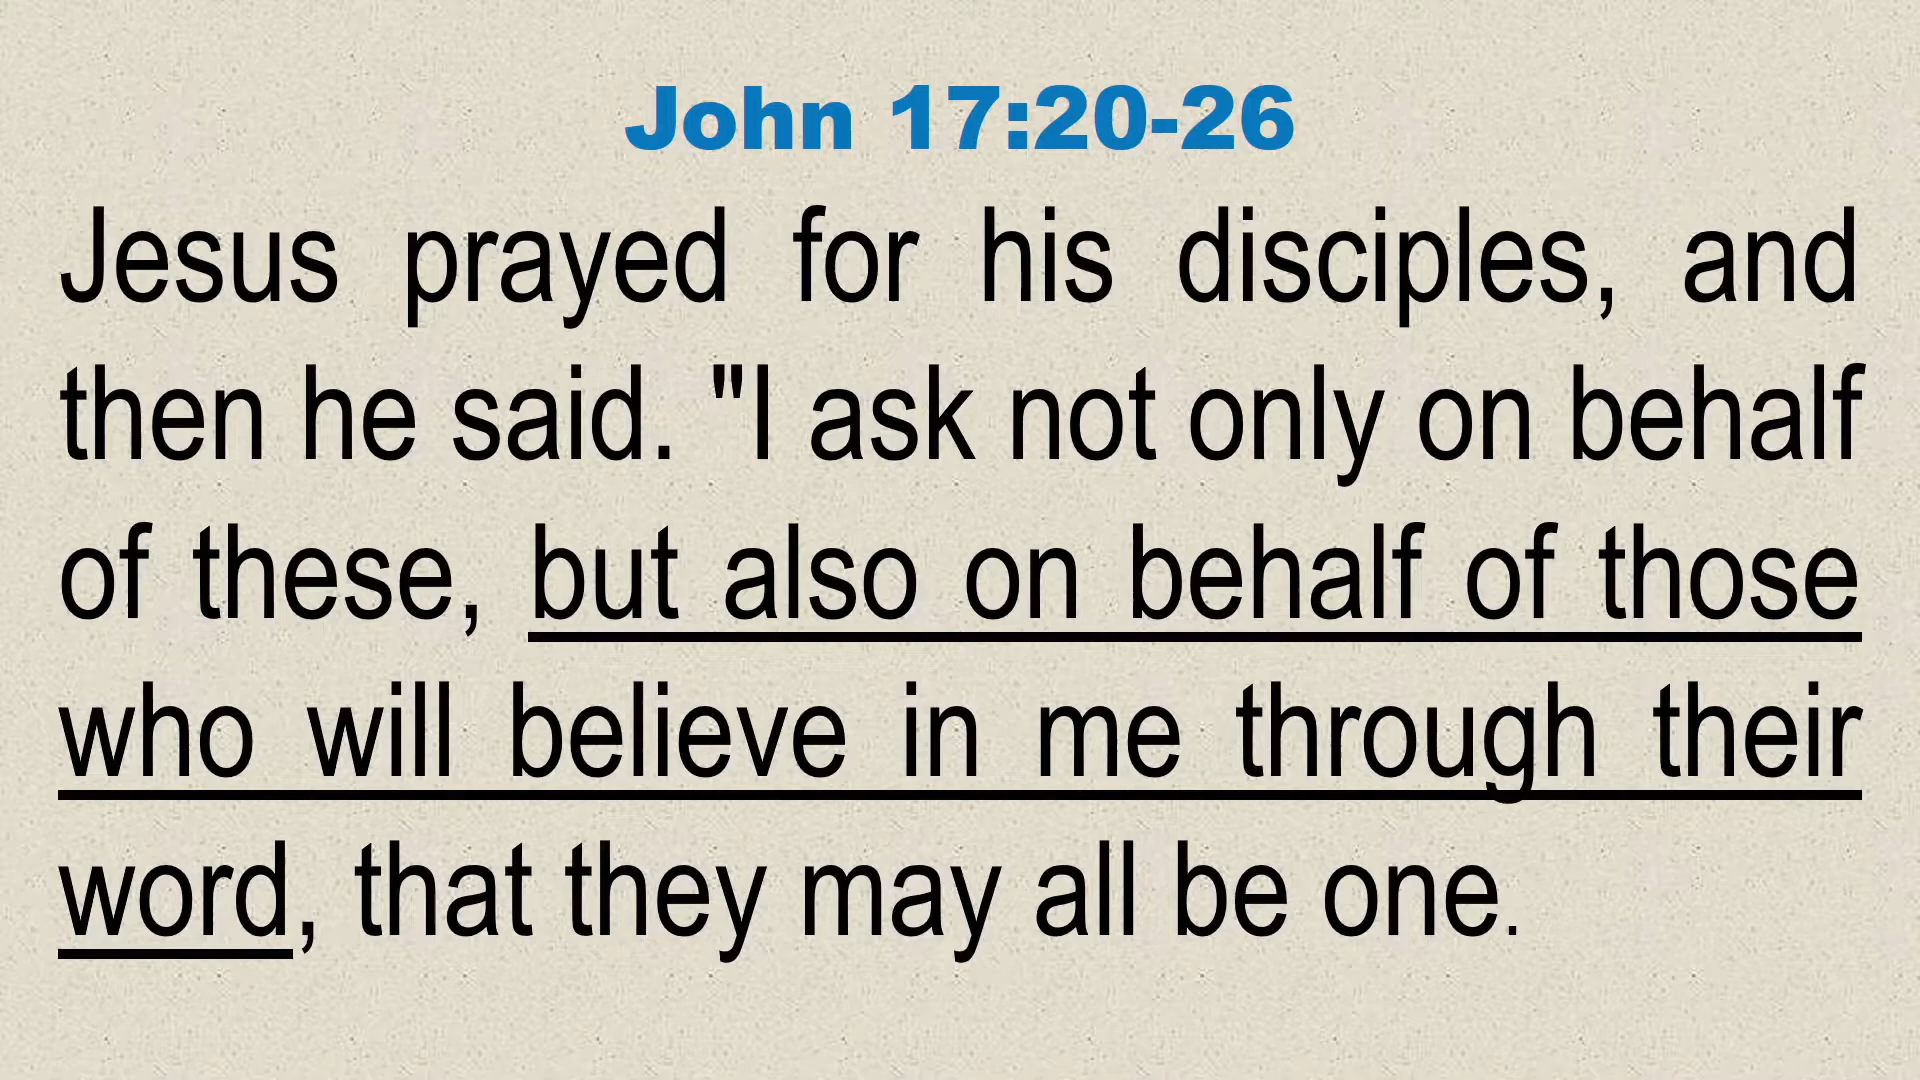 John 17:20-26
Jesus prayed for his disciples, and
then he said. "I ask not only on behalf
of these, but also on behalf of those
who will believe in me through their
word, that they may all be one.